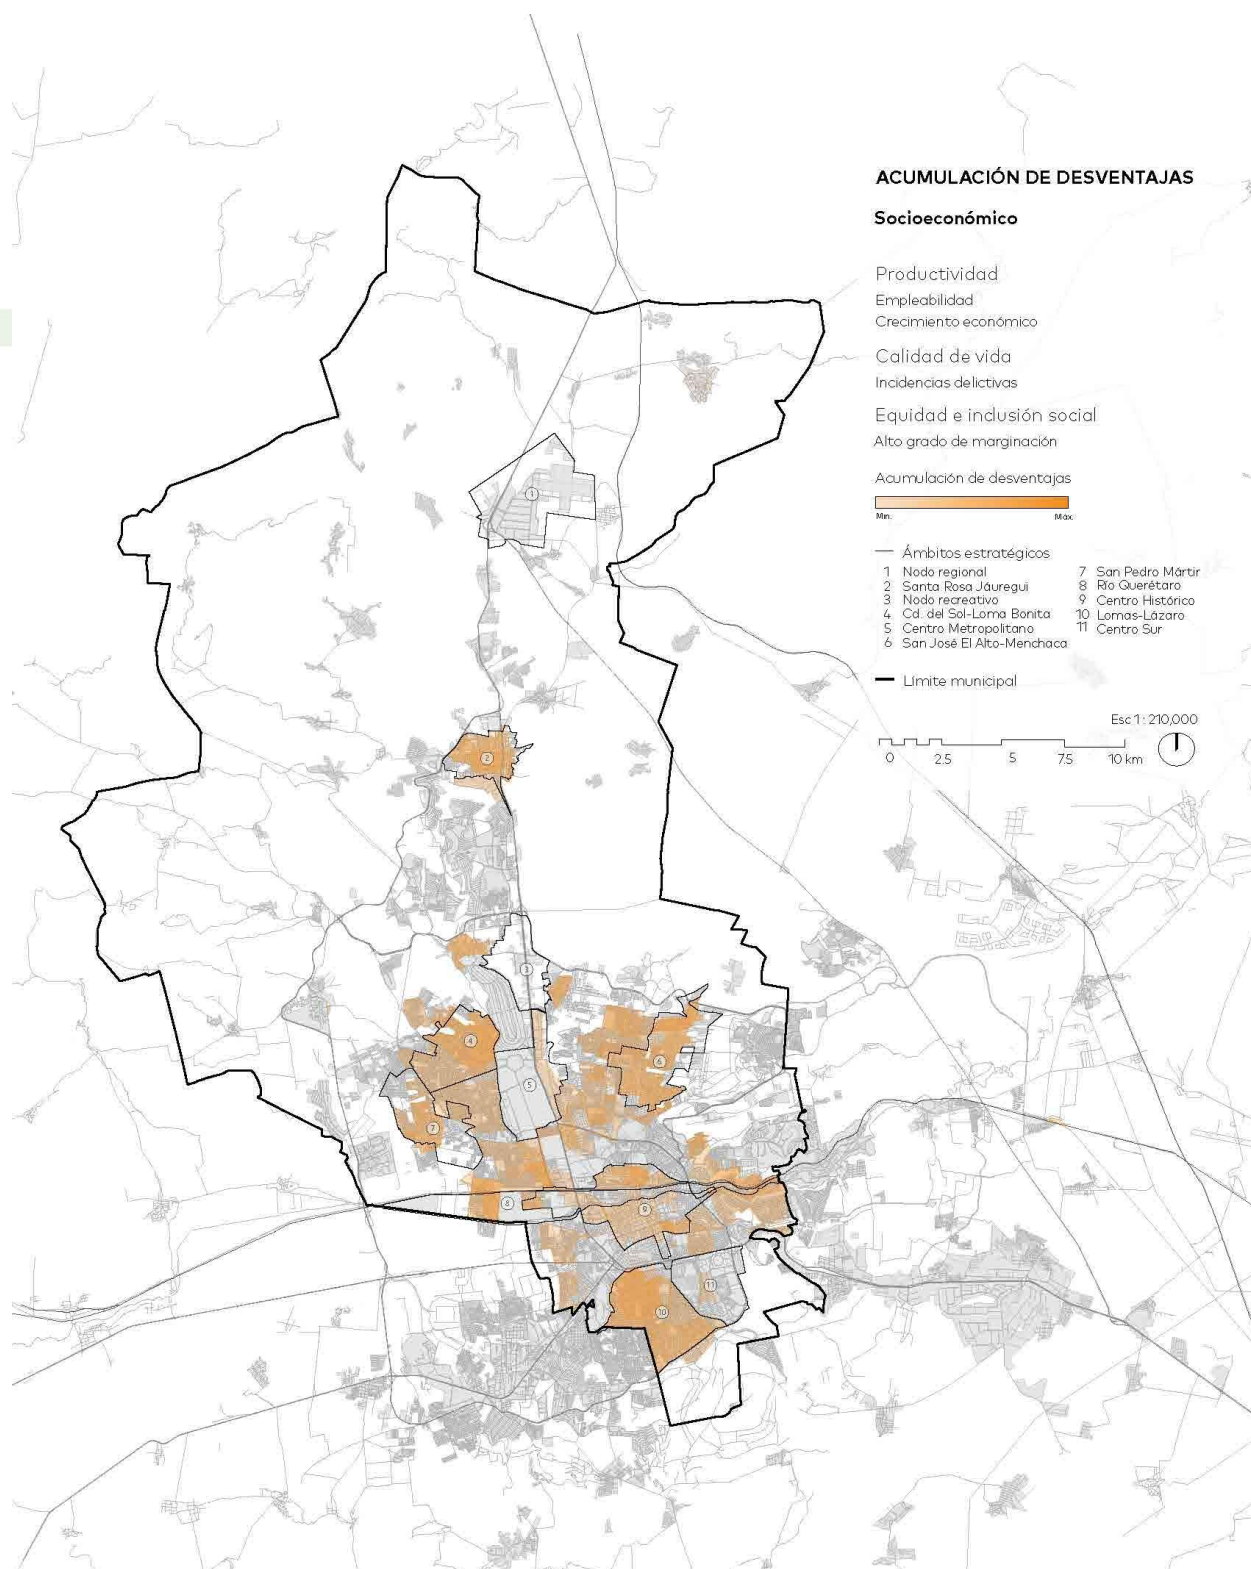 ACUMULACIÓN DE DESVENTAJAS
Socioeconómico
Productividad
Empleabilidad
Crecimiento económico
Calidad de vida
Incidencias delictivas
Equidad e inclusión social
Alto grado de marginación
Acumulación de desventajas
Mín. Máx.
Ámbitos estratégicos
1 Nodo regional
2 Santa Rosa Jáuregui
3 Nodo recreativo
4 Cd. del Sol-Loma Bonita
5 Centro Metropolitano
6 San José El Alto-Menchaca
7 San Pedro Mártir
8 Río Querétaro
9 Centro Histórico
10 Lomas-Lázaro
11 Centro Sur
Límite municipal
Esc 1 : 210,000
0 2.5 5 7.5 10 km
1
2
3
4
5
6
7
8
9
10
11